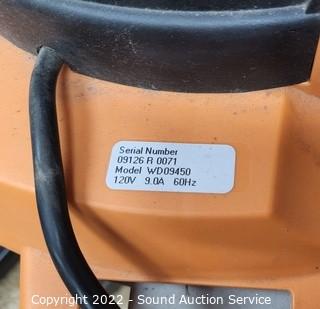 Serial Number
09126 R 0071
Model WD09450
120V 9.0A 60Hz
Copyright 2022 - Sound Auction Service